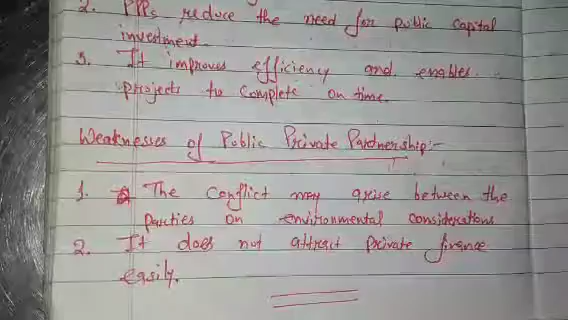 2. PPPs reduce the need for public capital
investment.
3. It improves efficiency and enables
projects to complete on time.
Weaknesses of Public Private Partdnership:-
1. The conflict may arise between the
parties on environmental considerations
2. It does not attract private finance
easily.